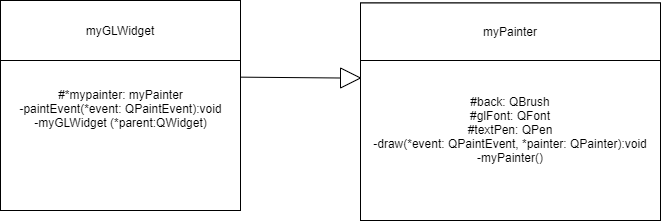 myGLWidget
#*mypainter: myPainter
-paintEvent(*event: QPaintEvent):void
-myGLWidget (*parent:QWidget)
myPainter
#back: QBrush
#glFont: QFont
#textPen: QPen
-draw(*event: QPaintEvent, *painter: QPainter):void
-myPainter()